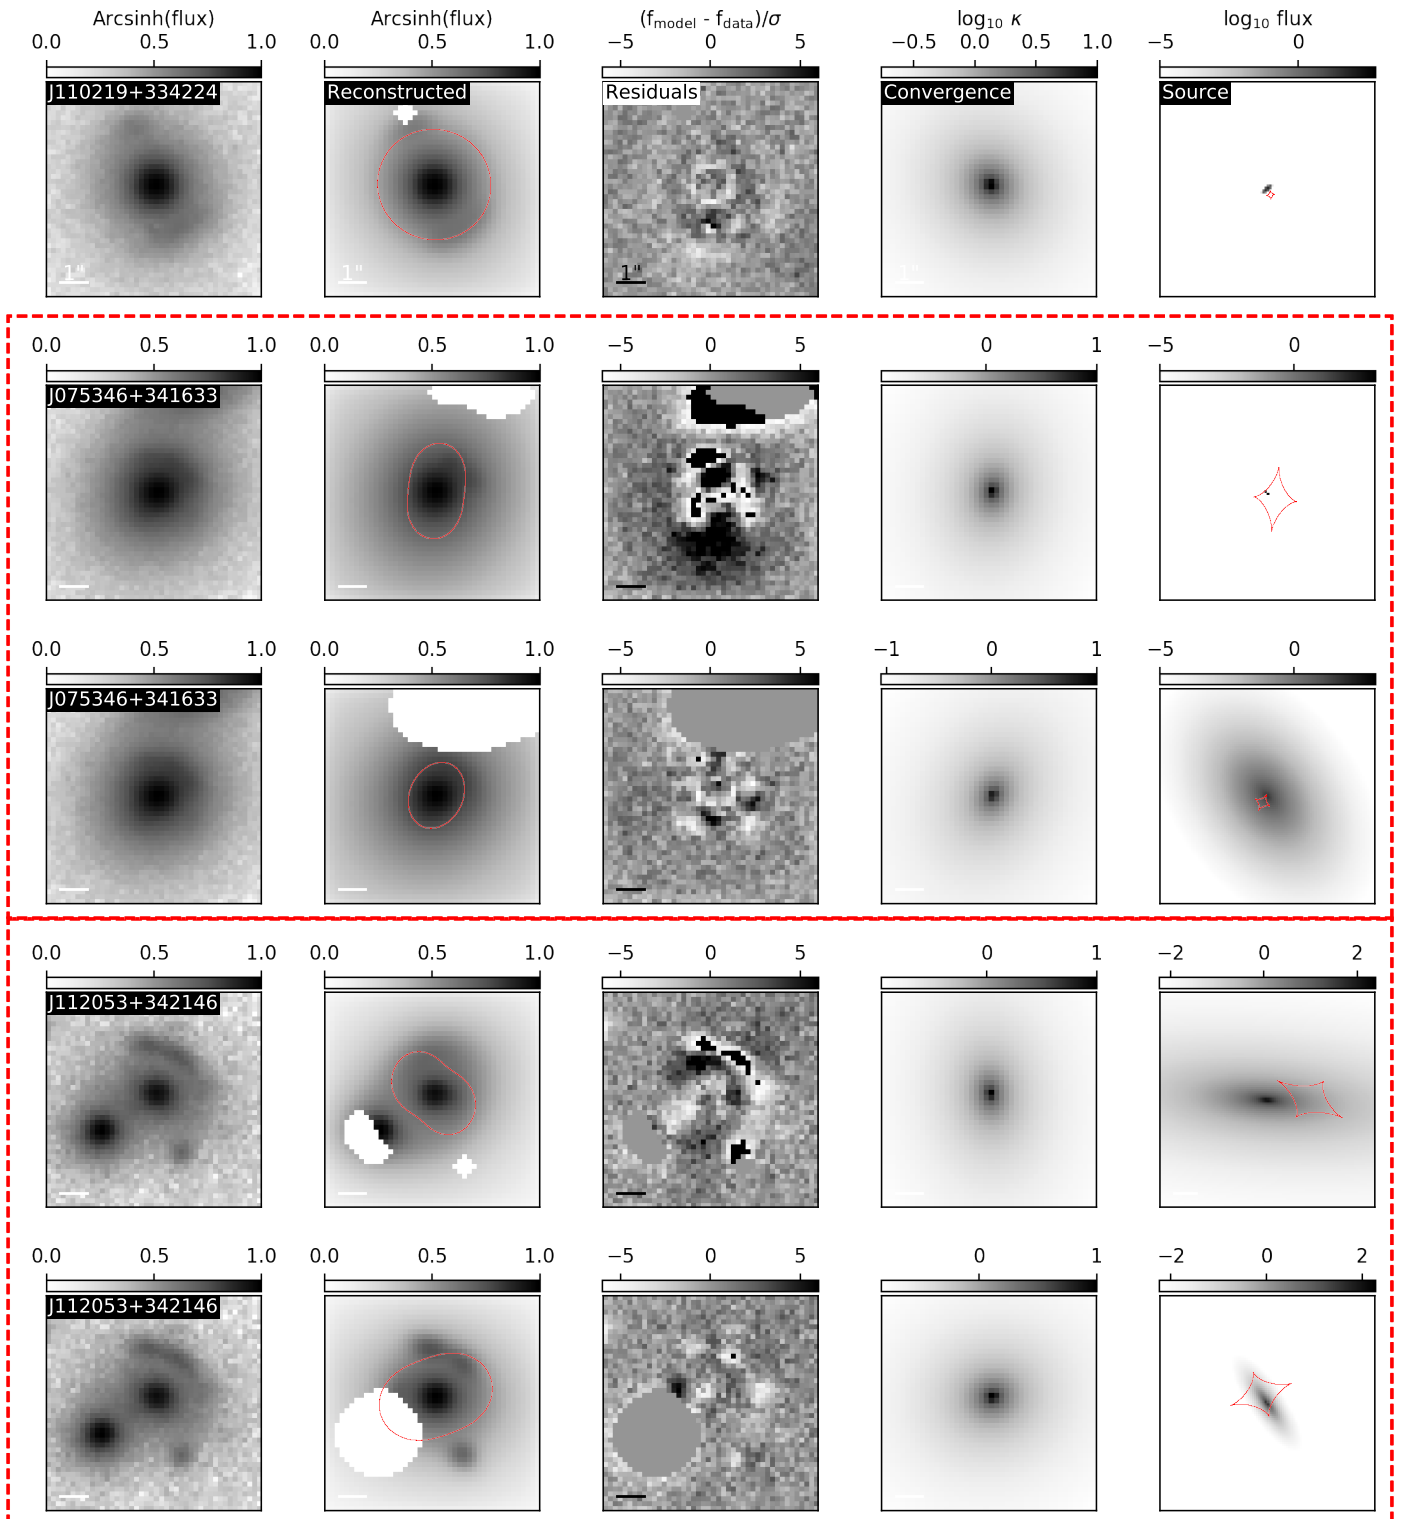 Arcsinh(flux) Arcsinh(flux) (f_model - f_data)/σ log₁₀ κ log₁₀ flux
0.0 0.5 1.0 0.0 0.5 1.0 −5 0 5 −0.5 0.0 0.5 1.0 −5 0
J110219+334224 Reconstructed Residuals Convergence Source
1" 1" 1" 1"
0.0 0.5 1.0 0.0 0.5 1.0 −5 0 5 0 1 −5 0
J075346+341633
0.0 0.5 1.0 0.0 0.5 1.0 −5 0 5 −1 0 1 −5 0
J075346+341633
0.0 0.5 1.0 0.0 0.5 1.0 −5 0 5 0 1 −2 0 2
J112053+342146
0.0 0.5 1.0 0.0 0.5 1.0 −5 0 5 0 1 −2 0 2
J112053+342146